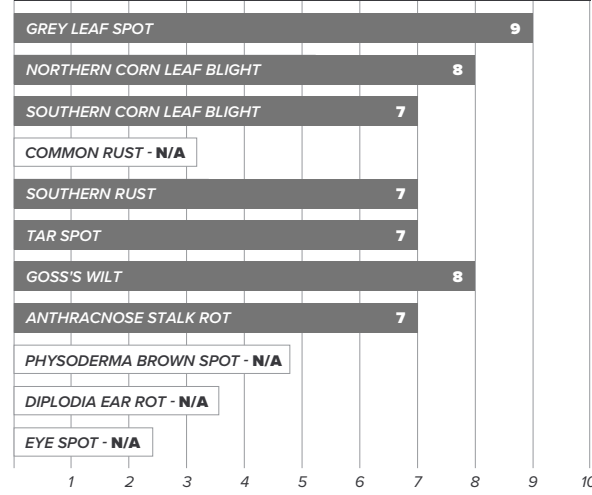 GREY LEAF SPOT 9
NORTHERN CORN LEAF BLIGHT 8
SOUTHERN CORN LEAF BLIGHT 7
COMMON RUST - N/A
SOUTHERN RUST 7
TAR SPOT 7
GOSS'S WILT 8
ANTHRACNOSE STALK ROT 7
PHYSODERMA BROWN SPOT - N/A
DIPLODIA EAR ROT - N/A
EYE SPOT - N/A
1 2 3 4 5 6 7 8 9 10